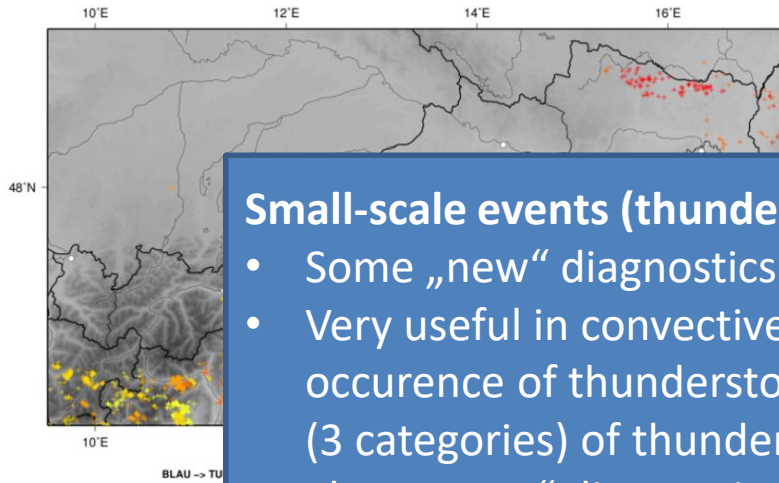 10°E 12°E 14°E 16°E
48°N
Small-scale events (thunde
• Some „new“ diagnostics
• Very useful in convective
occurence of thundersto
(3 categories) of thunder
10°E
BLAU –> TU